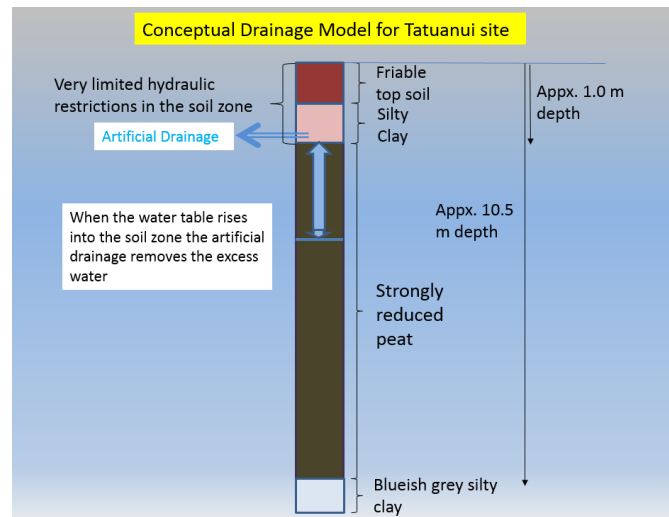 Conceptual Drainage Model for Tatuanui site
Very limited hydraulic
restrictions in the soil zone
Friable
top soil
Appx. 1.0 m
depth
Artificial Drainage
Silty
Clay
When the water table rises
into the soil zone the artificial
drainage removes the excess
water
Appx. 10.5
m depth
Strongly
reduced
peat
Blueish grey silty
clay